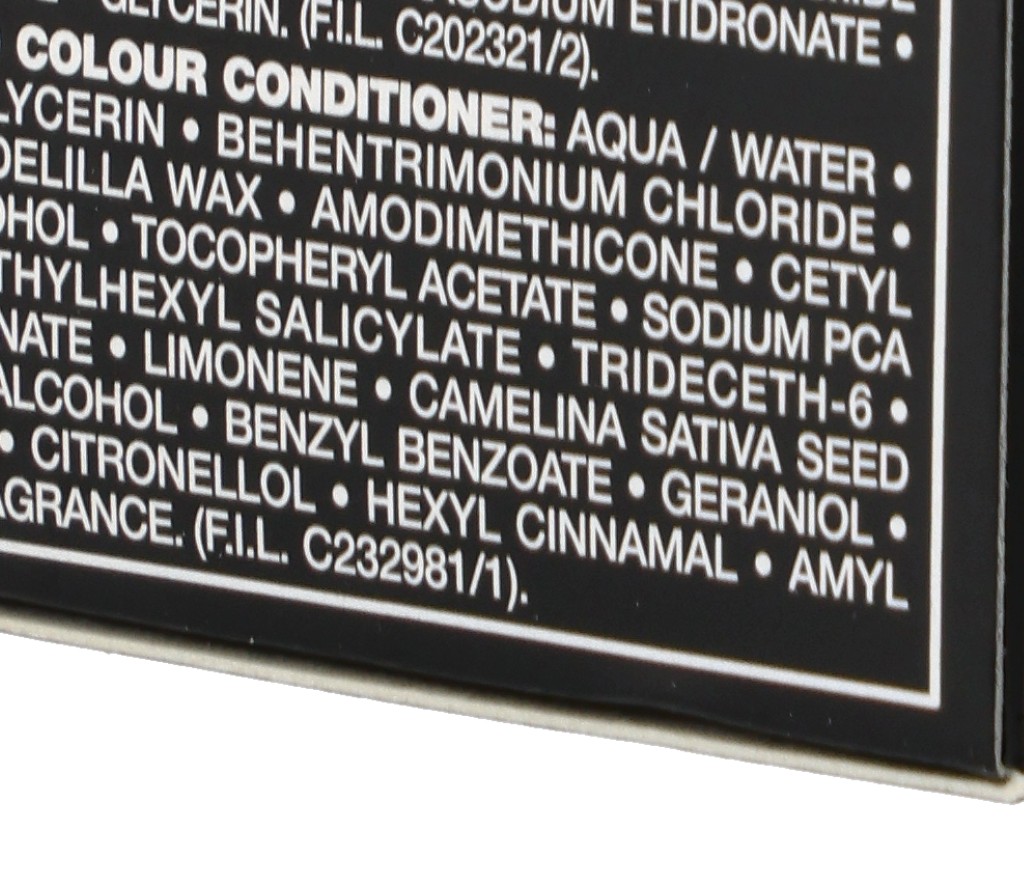 GLYCERIN. (F.I.L. C202321/2).
SODIUM ETIDRONATE •
COLOUR CONDITIONER: AQUA / WATER •
LYCERIN • BEHENTRIMONIUM CHLORIDE •
DELILLA WAX • AMODIMETHICONE • CETYL
OHOL • TOCOPHERYL ACETATE • SODIUM PCA
THYLHEXYL SALICYLATE • TRIDECETH-6 •
NATE • LIMONENE • CAMELINA SATIVA SEED
ALCOHOL • BENZYL BENZOATE • GERANIOL •
• CITRONELLOL • HEXYL CINNAMAL • AMYL
AGRANCE. (F.I.L. C232981/1).